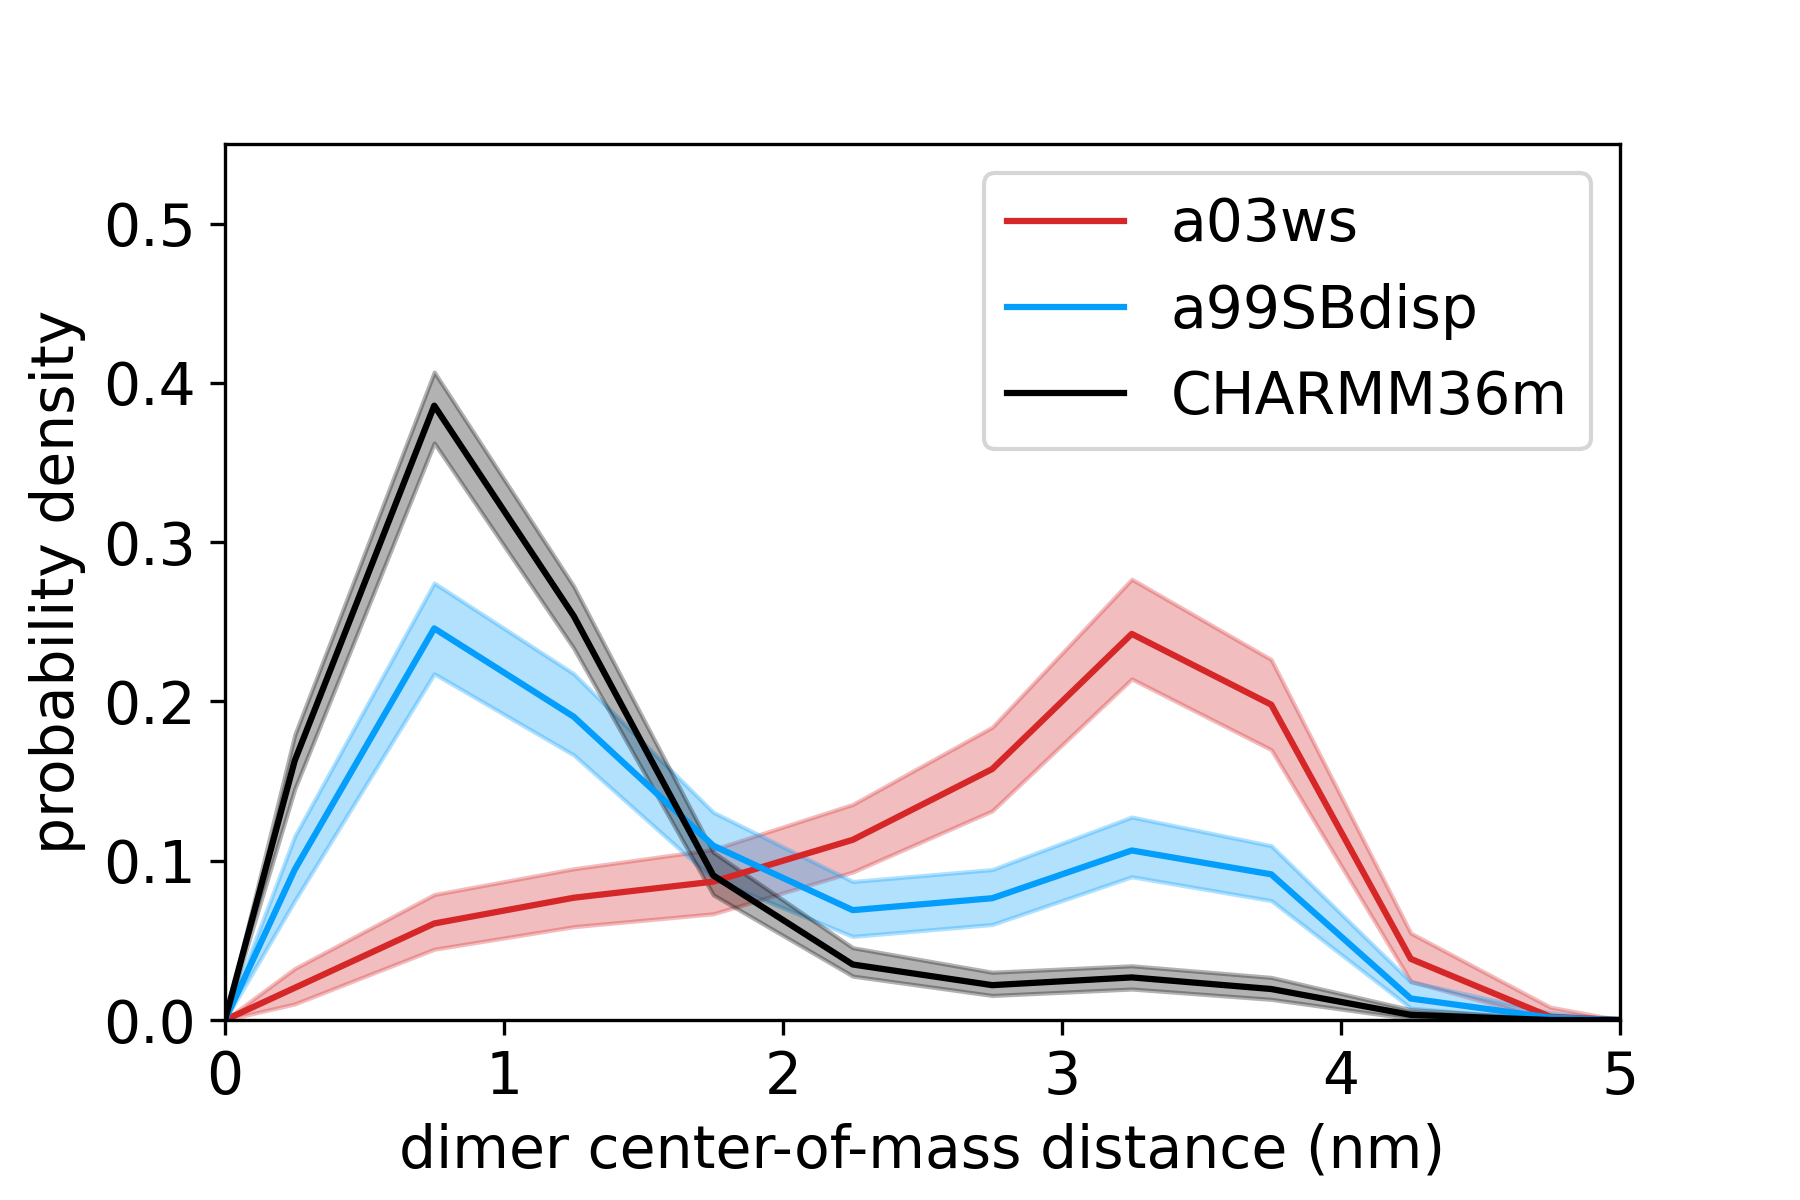 a03ws
a99SBdisp
CHARMM36m
probability density
0.5
0.4
0.3
0.2
0.1
0.0
0 1 2 3 4 5
dimer center-of-mass distance (nm)